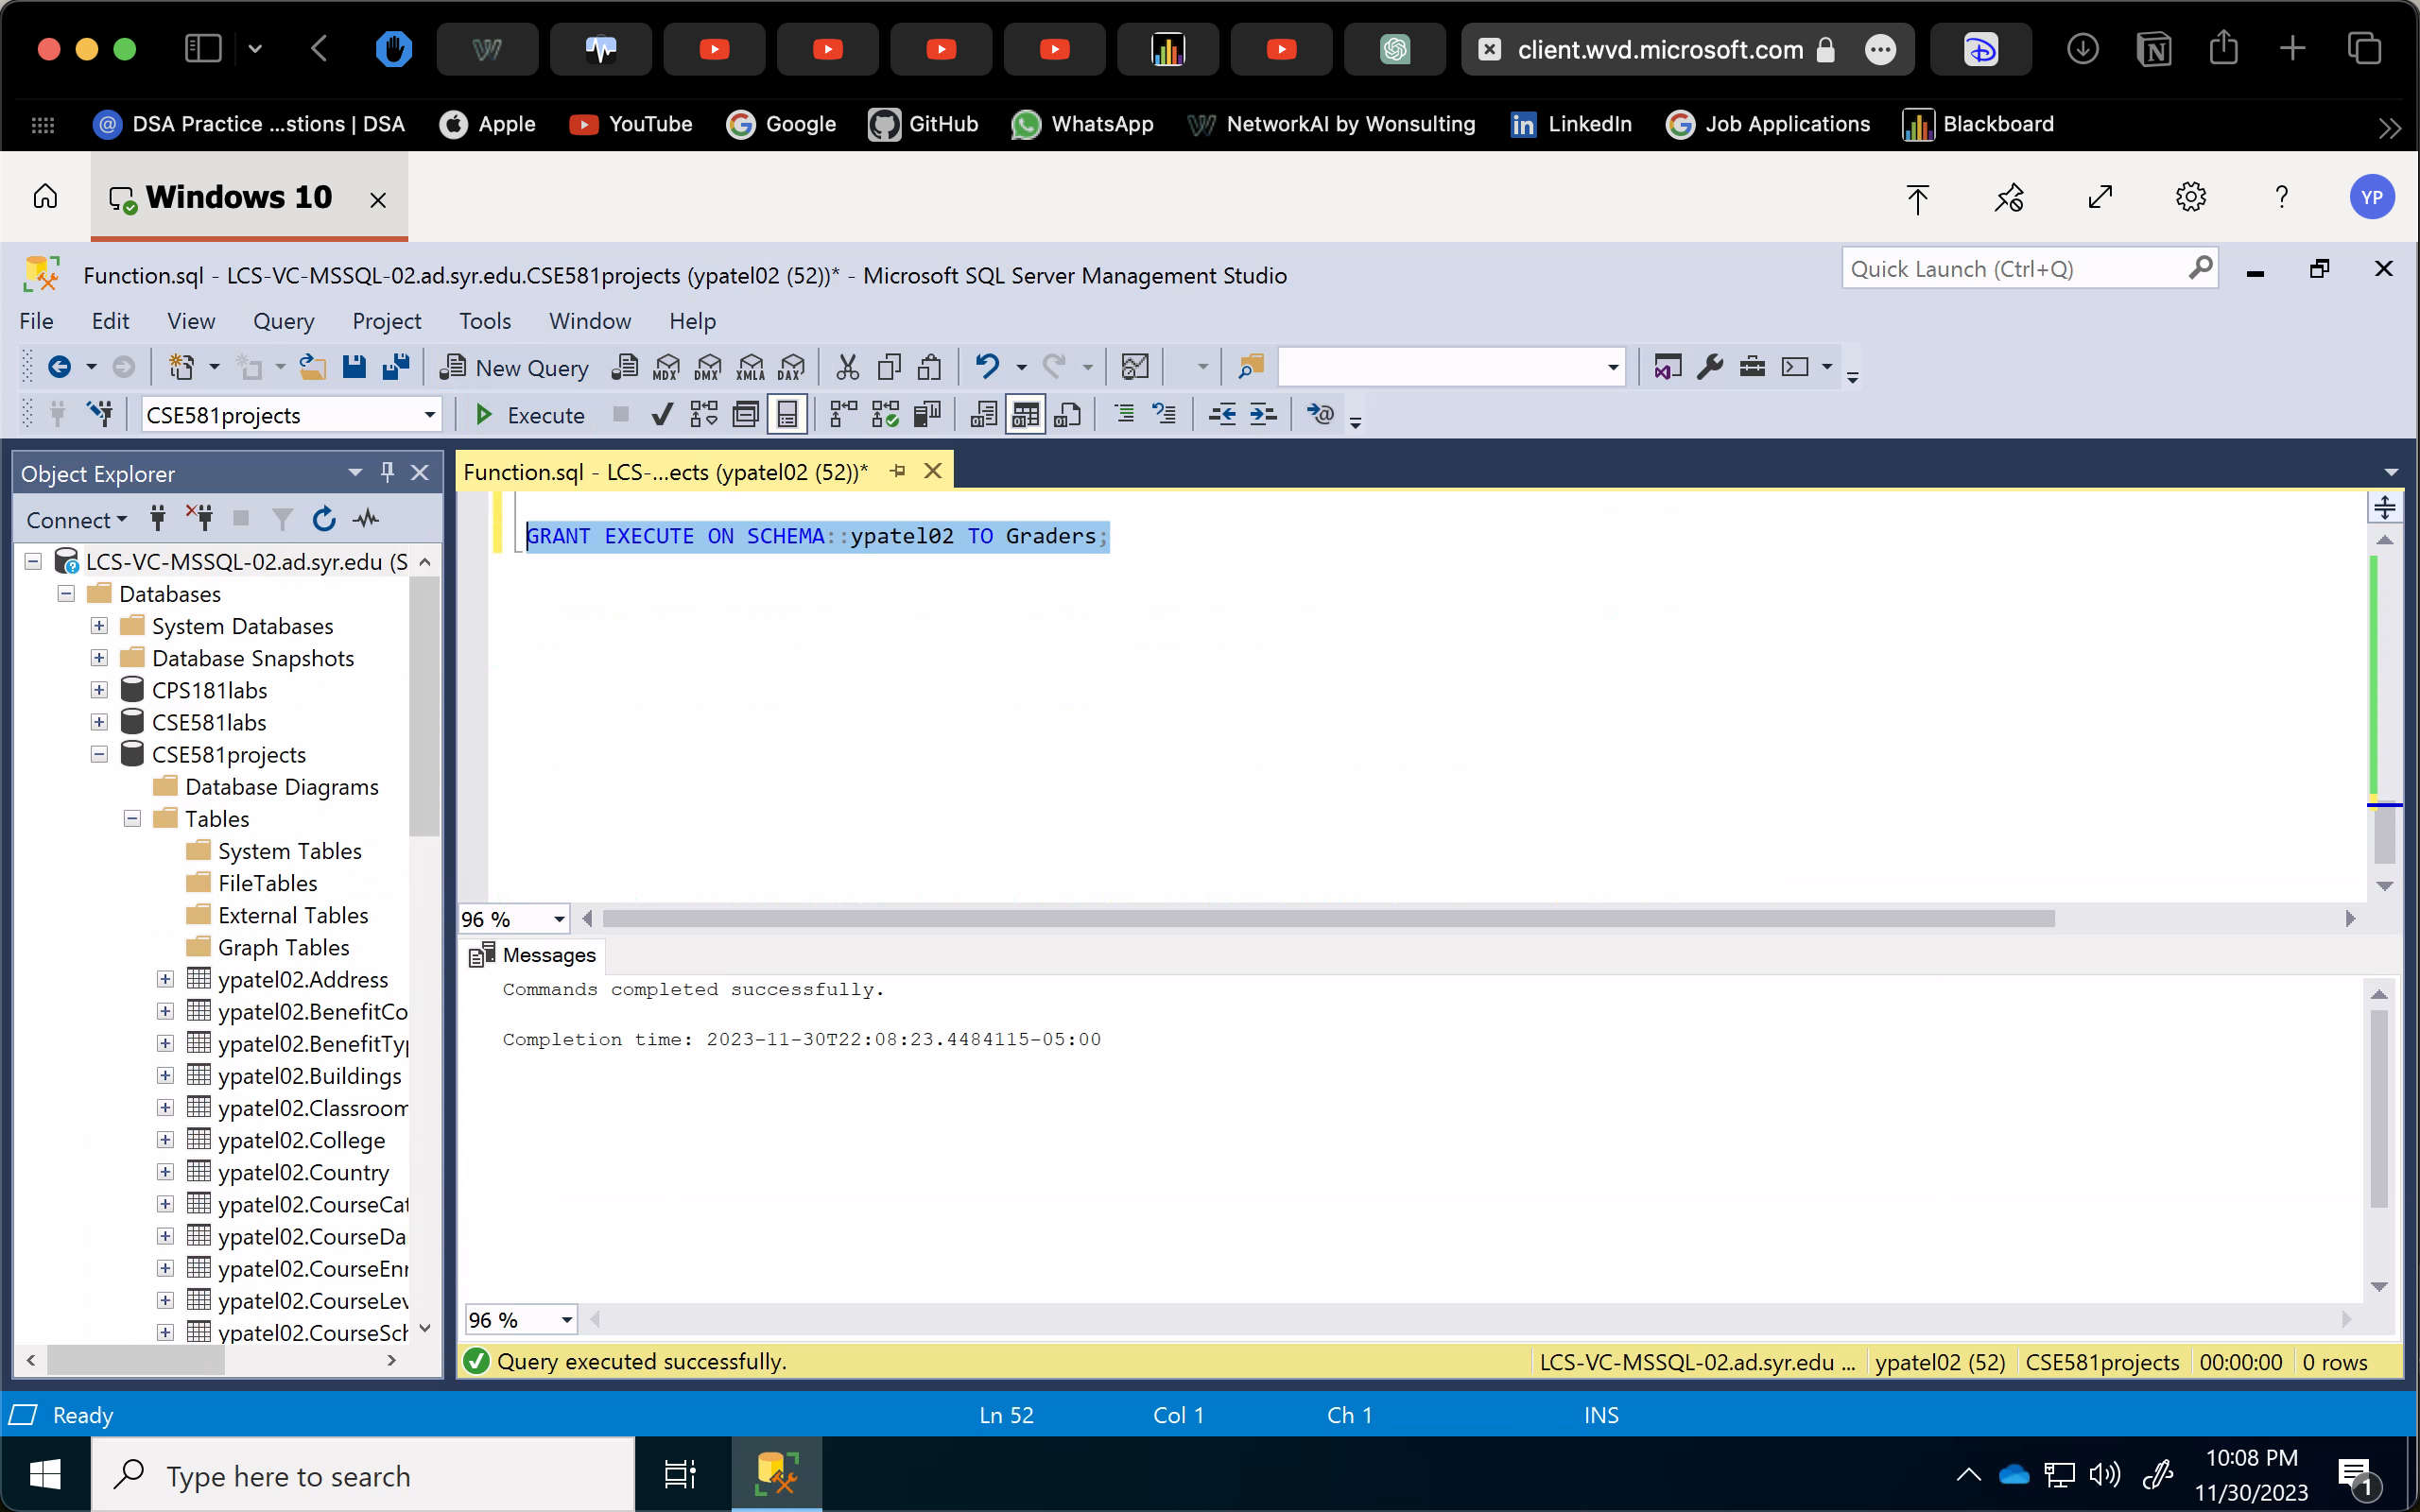 client.wvd.microsoft.com
DSA Practice ...stions | DSA
Apple
YouTube
Google
GitHub
WhatsApp
NetworkAI by Wonsulting
LinkedIn
Job Applications
Blackboard
Windows 10
YP
Function.sql - LCS-VC-MSSQL-02.ad.syr.edu.CSE581projects (ypatel02 (52))* - Microsoft SQL Server Management Studio
Quick Launch (Ctrl+Q)
File Edit View Query Project Tools Window Help
New Query MDX DMX XMLA DAX
CSE581projects Execute
Object Explorer
Function.sql - LCS-...ects (ypatel02 (52))*
Connect
GRANT EXECUTE ON SCHEMA::ypatel02 TO Graders;
LCS-VC-MSSQL-02.ad.syr.edu (S
Databases
System Databases
Database Snapshots
CPS181labs
CSE581labs
CSE581projects
Database Diagrams
Tables
System Tables
FileTables
External Tables
Graph Tables
ypatel02.Address
ypatel02.BenefitCo
ypatel02.BenefitTyp
ypatel02.Buildings
ypatel02.Classroom
ypatel02.College
ypatel02.Country
ypatel02.CourseCat
ypatel02.CourseDa
ypatel02.CourseEnr
ypatel02.CourseLev
ypatel02.CourseSch
96 %
Messages
Commands completed successfully.
Completion time: 2023-11-30T22:08:23.4484115-05:00
96 %
Query executed successfully.
LCS-VC-MSSQL-02.ad.syr.edu ... ypatel02 (52) CSE581projects 00:00:00 0 rows
Ready Ln 52 Col 1 Ch 1 INS
Type here to search
10:08 PM
11/30/2023
1